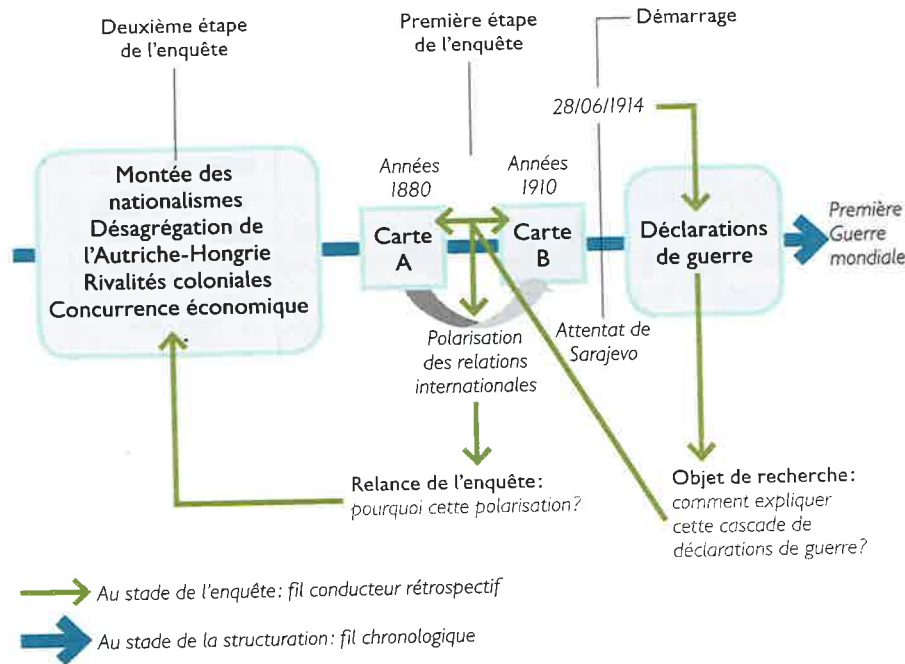 Deuxième étape
de l'enquête
Première étape
de l'enquête
Démarrage
28/06/1914
Montée des
nationalismes
Désagrégation de
l'Autriche-Hongrie
Rivalités coloniales
Concurrence économique
.
Années
1880
Carte
A
Années
1910
Carte
B
Déclarations
de guerre
Première
Guerre
mondiale
Polarisation
des relations
internationales
Attentat de
Sarajevo
Relance de l'enquête :
pourquoi cette polarisation ?
Objet de recherche :
comment expliquer
cette cascade de
déclarations de guerre ?
Au stade de l'enquête : fil conducteur rétrospectif
Au stade de la structuration : fil chronologique